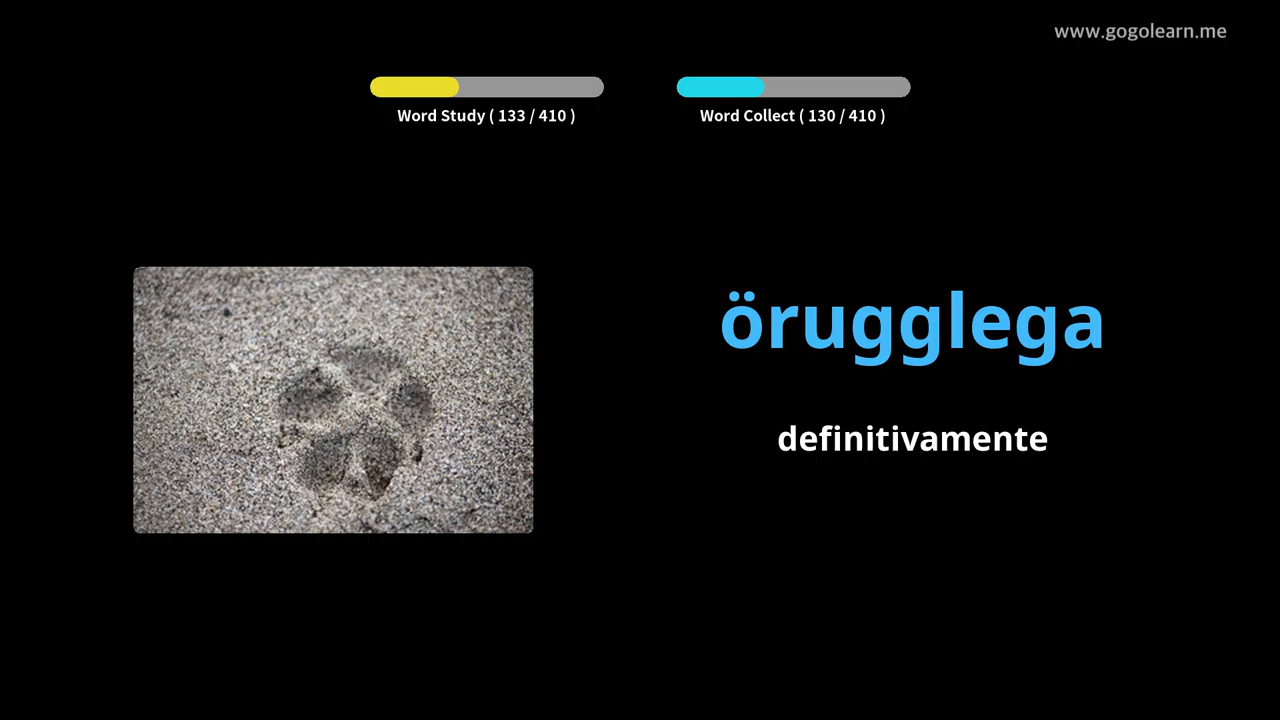 www.gogolearn.me
Word Study ( 133 / 410 )
Word Collect ( 130 / 410 )
örugglega
definitivamente